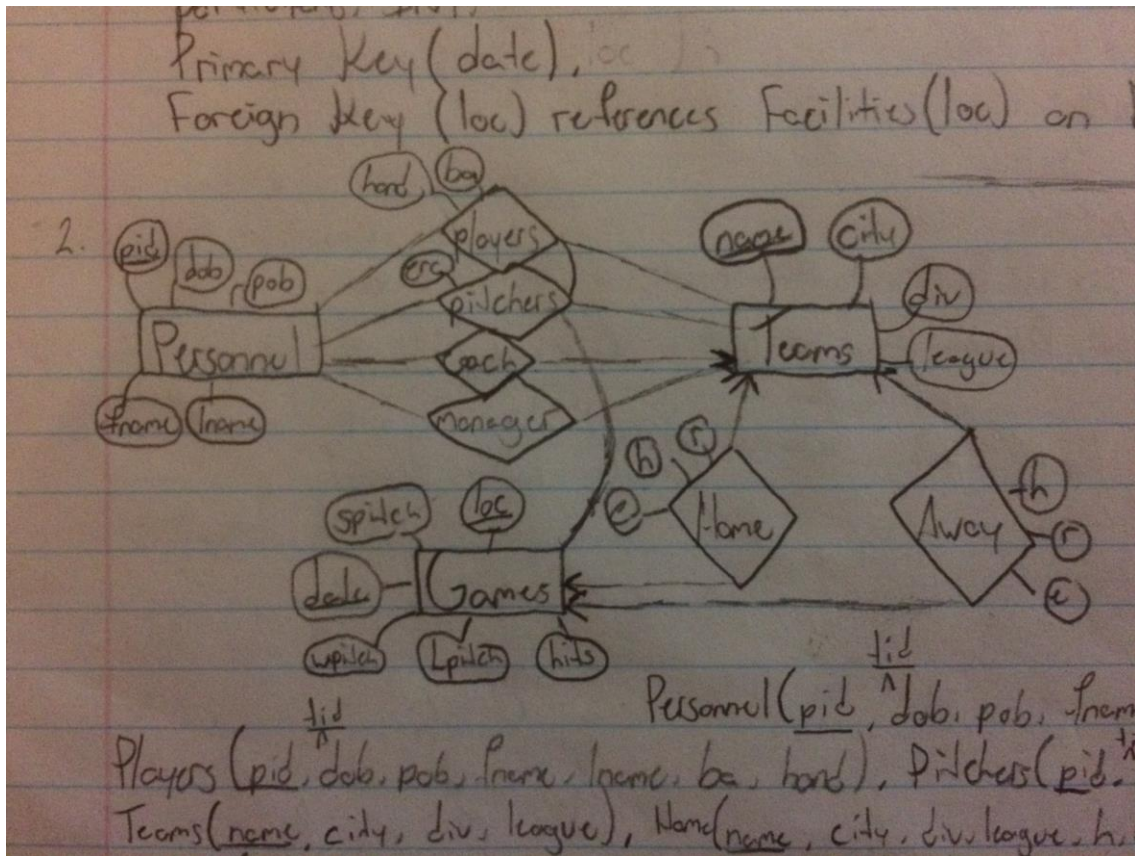 Primary Key (date),
Foreign Key (loc) references Facilities (loc) on
2.
hand
ba
players
pid
dob
pob
erc
pitchers
name
city
div
Personnel
coach
Teams
league
fname
lname
manager
h
r
e
Home
Away
h
r
e
spitch
loc
date
Games
wpitch
Lpitch
hits
tid
Personnel (pid, dob, pob, fnam
tid
Players (pid, dob, pob, fname, lname, ba, hand), Pitchers (pid,
Teams (name, city, div, league), Home (name, city, div, league, h,